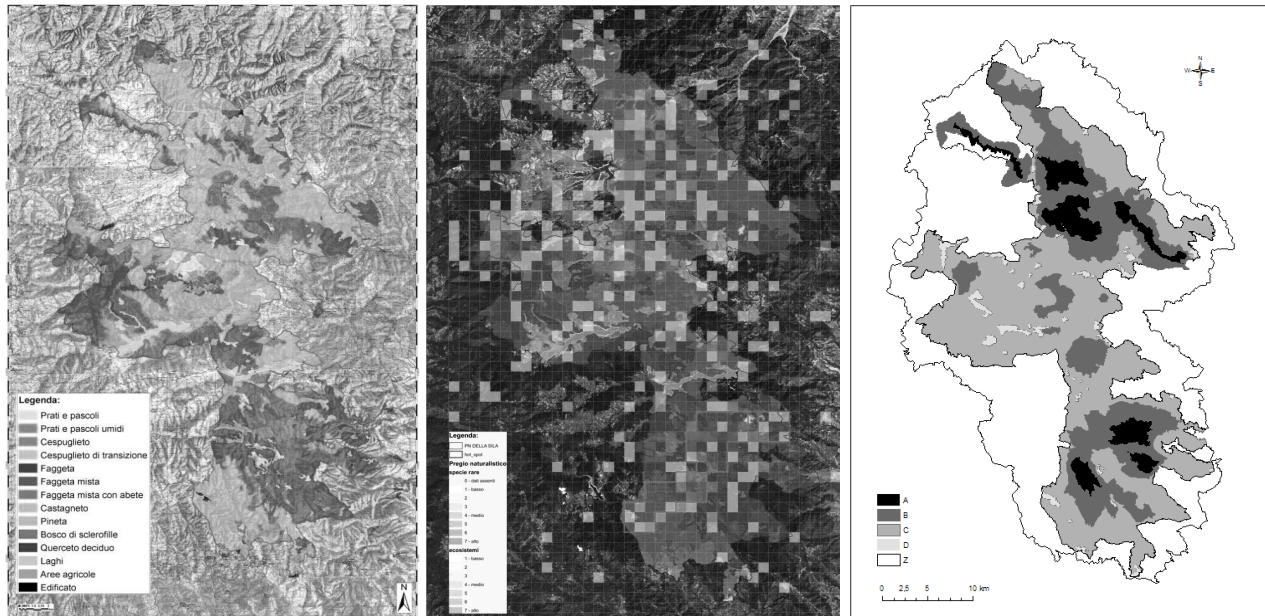 Legenda:
Prati e pascoli
Prati e pascoli umidi
Cespuglieto
Cespuglieto di transizione
Faggeta
Faggeta mista
Faggeta mista con abete
Castagneto
Pineta
Bosco di sclerofille
Querceto deciduo
Laghi
Aree agricole
Edificato
N
Legenda:
PN DELLA SILA
hot_spot
Pregio naturalistico
specie rare
0 - dati assenti
1 - basso
2
3
4 - medio
5
6
7 - alto
ecosistemi
1 - basso
2
3
4 - medio
5
6
7 - alto
N
W E
S
A
B
C
D
Z
0 2,5 5 10 km